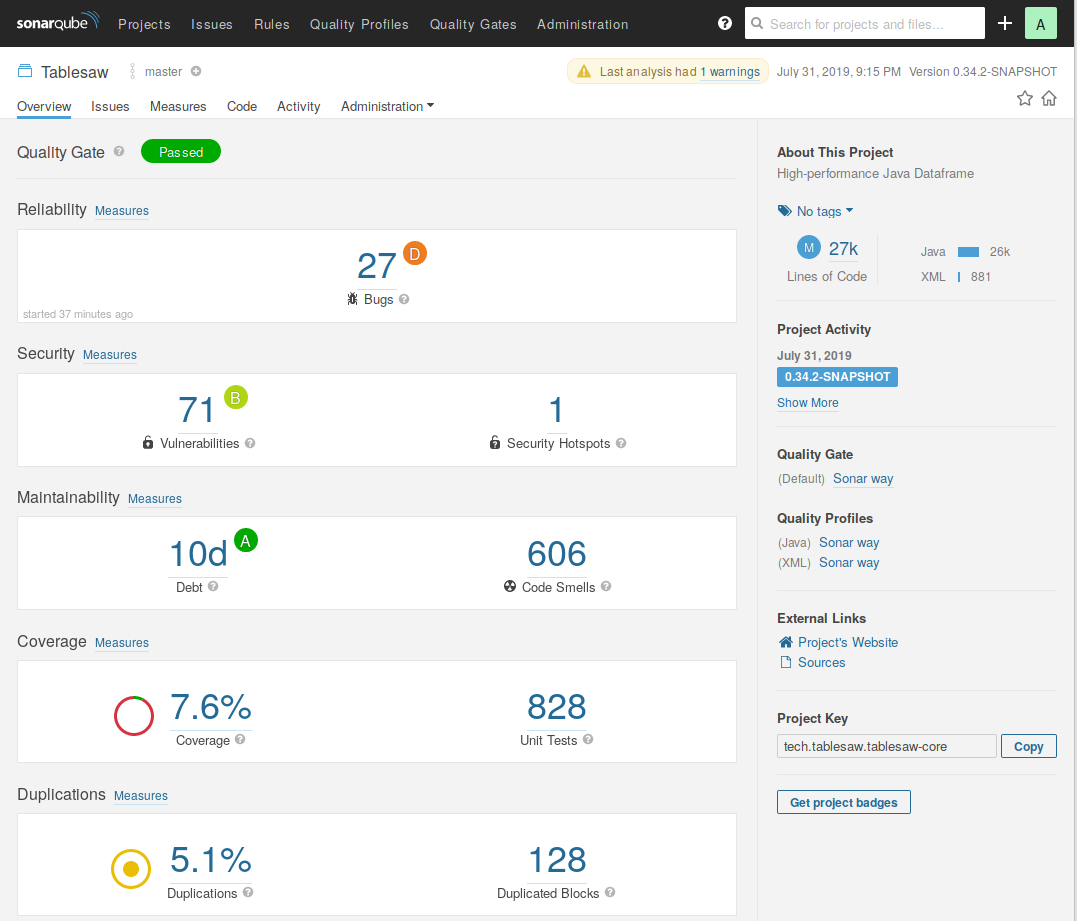 sonarqube Projects Issues Rules Quality Profiles Quality Gates Administration ? Search for projects and files... + A
Tablesaw master Last analysis had 1 warnings July 31, 2019, 9:15 PM Version 0.34.2-SNAPSHOT
Overview Issues Measures Code Activity Administration
Quality Gate ? Passed
Reliability Measures
27 D
Bugs ?
started 37 minutes ago
Security Measures
71 B
Vulnerabilities ?
1
Security Hotspots ?
Maintainability Measures
10d A
Debt ?
606
Code Smells ?
Coverage Measures
7.6%
Coverage ?
828
Unit Tests ?
Duplications Measures
5.1%
Duplications ?
128
Duplicated Blocks ?
About This Project
High-performance Java Dataframe
No tags
M 27k
Lines of Code
Java 26k
XML 881
Project Activity
July 31, 2019
0.34.2-SNAPSHOT
Show More
Quality Gate
(Default) Sonar way
Quality Profiles
(Java) Sonar way
(XML) Sonar way
External Links
Project's Website
Sources
Project Key
tech.tablesaw.tablesaw-core Copy
Get project badges